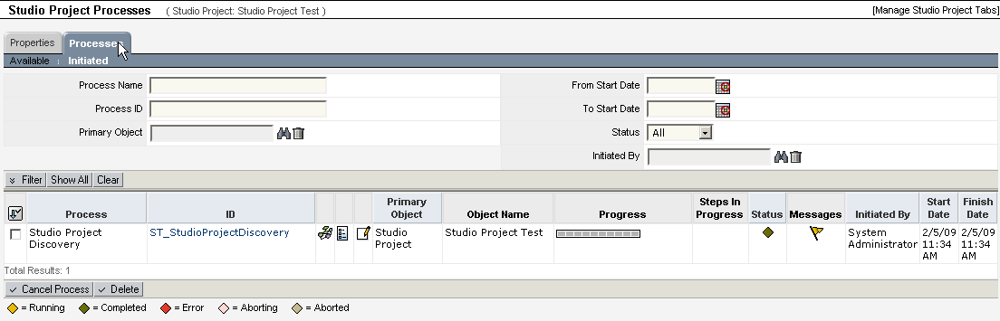 Studio Project Processes ( Studio Project: Studio Project Test ) [Manage Studio Project Tabs]
Properties Processes
Available Initiated
Process Name From Start Date
Process ID To Start Date
Primary Object Status All
Initiated By
Filter Show All Clear
Process ID Primary Object Object Name Progress Steps In Progress Status Messages Initiated By Start Date Finish Date
Studio Project Discovery ST_StudioProjectDiscovery Studio Project Studio Project Test System Administrator 2/5/09 11:34 AM 2/5/09 11:34 AM
Total Results: 1
Cancel Process Delete
= Running = Completed = Error = Aborting = Aborted